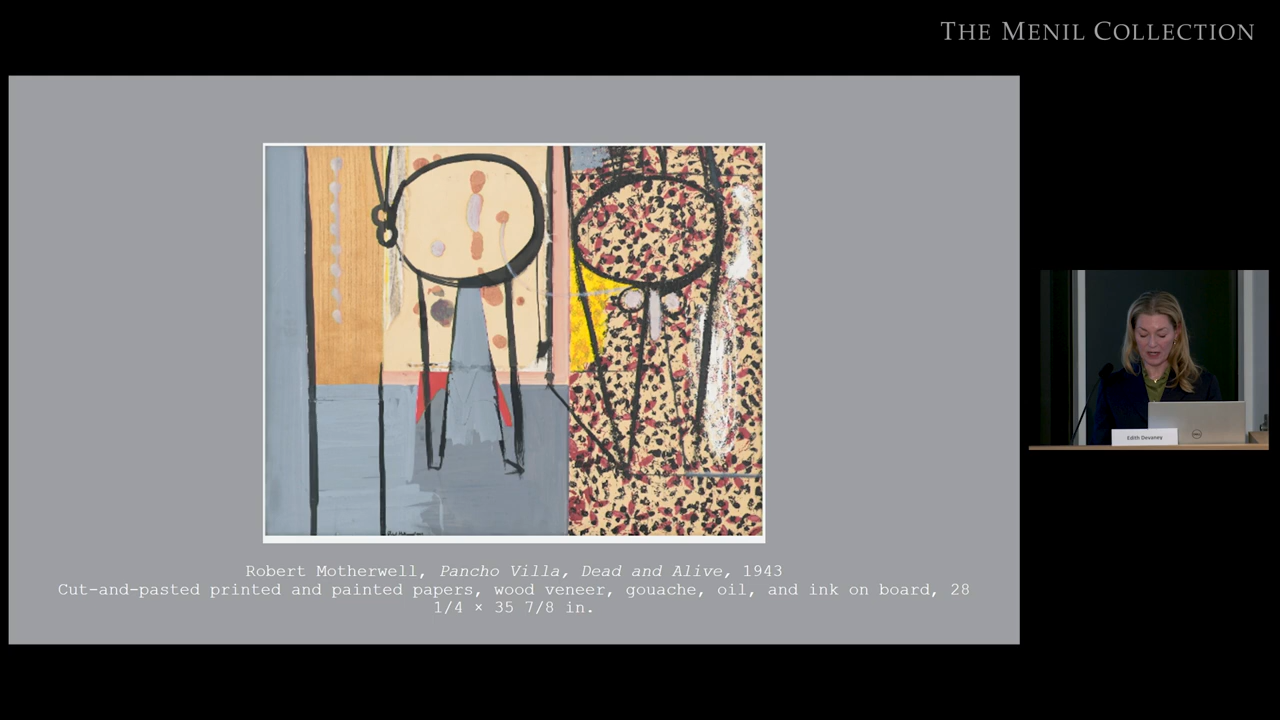 THE MENIL COLLECTION
Robert Motherwell, Pancho Villa, Dead and Alive, 1943
Cut-and-pasted printed and painted papers, wood veneer, gouache, oil, and ink on board, 28
1/4 × 35 7/8 in.
Edith Devaney